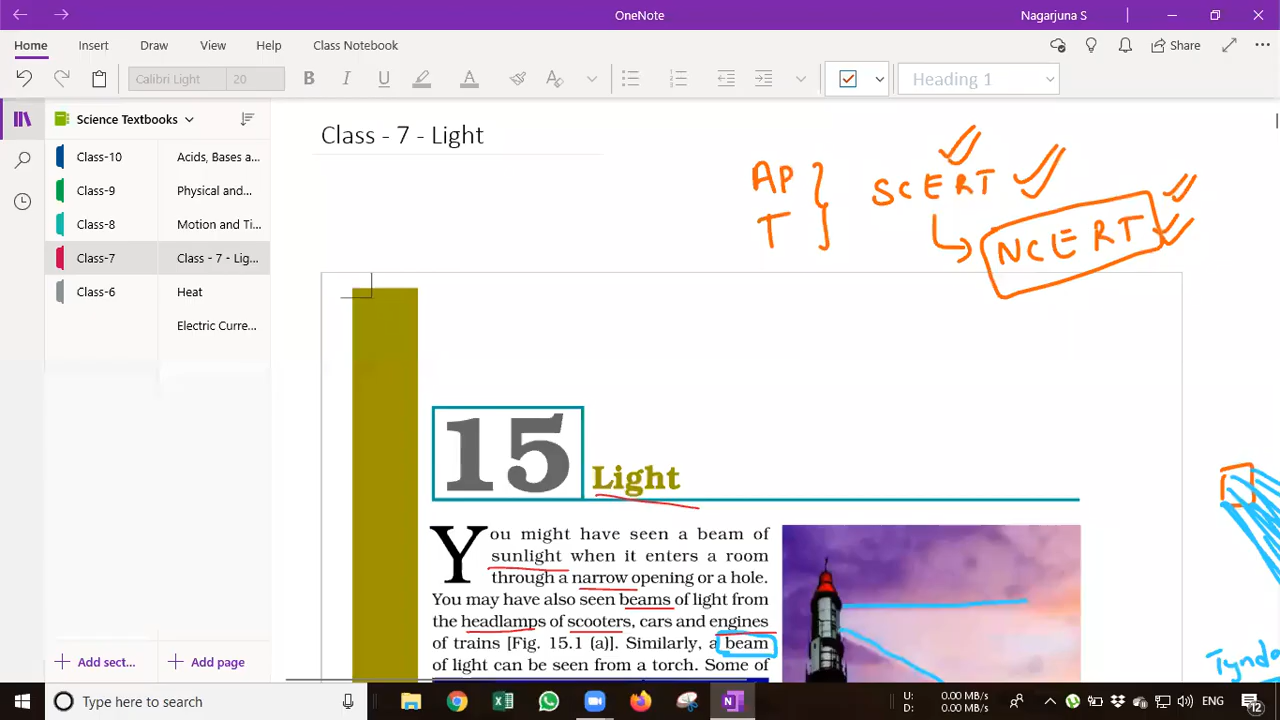 OneNote
Nagarjuna S
Home Insert Draw View Help Class Notebook
Share
Calibri Light 20
B I U A
Heading 1
Science Textbooks
Class-10 Acids, Bases a...
Class-9 Physical and...
Class-8 Motion and Ti...
Class-7 Class - 7 - Lig...
Class-6 Heat
Electric Curre...
Add sect... Add page
Class - 7 - Light
AP
T
SCERT
NCERT
15 Light
You might have seen a beam of
sunlight when it enters a room
through a narrow opening or a hole.
You may have also seen beams of light from
the headlamps of scooters, cars and engines
of trains [Fig. 15.1 (a)]. Similarly, a beam
of light can be seen from a torch. Some of
Tynda
Type here to search
U: 0.00 MB/s
D: 0.00 MB/s
ENG
12